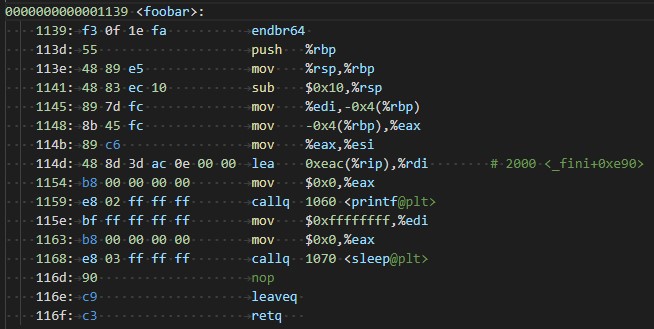 0000000000001139 <foobar>:
1139: f3 0f 1e fa endbr64
113d: 55 push %rbp
113e: 48 89 e5 mov %rsp,%rbp
1141: 48 83 ec 10 sub $0x10,%rsp
1145: 89 7d fc mov %edi,-0x4(%rbp)
1148: 8b 45 fc mov -0x4(%rbp),%eax
114b: 89 c6 mov %eax,%esi
114d: 48 8d 3d ac 0e 00 00 lea 0xeac(%rip),%rdi # 2000 <_fini+0xe90>
1154: b8 00 00 00 00 mov $0x0,%eax
1159: e8 02 ff ff ff callq 1060 <printf@plt>
115e: bf ff ff ff ff mov $0xffffffff,%edi
1163: b8 00 00 00 00 mov $0x0,%eax
1168: e8 03 ff ff ff callq 1070 <sleep@plt>
116d: 90 nop
116e: c9 leaveq
116f: c3 retq